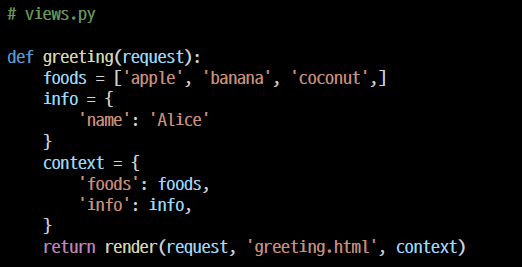 # views.py

def greeting(request):
    foods = ['apple', 'banana', 'coconut',]
    info = {
        'name': 'Alice'
    }
    context = {
        'foods': foods,
        'info': info,
    }
    return render(request, 'greeting.html', context)